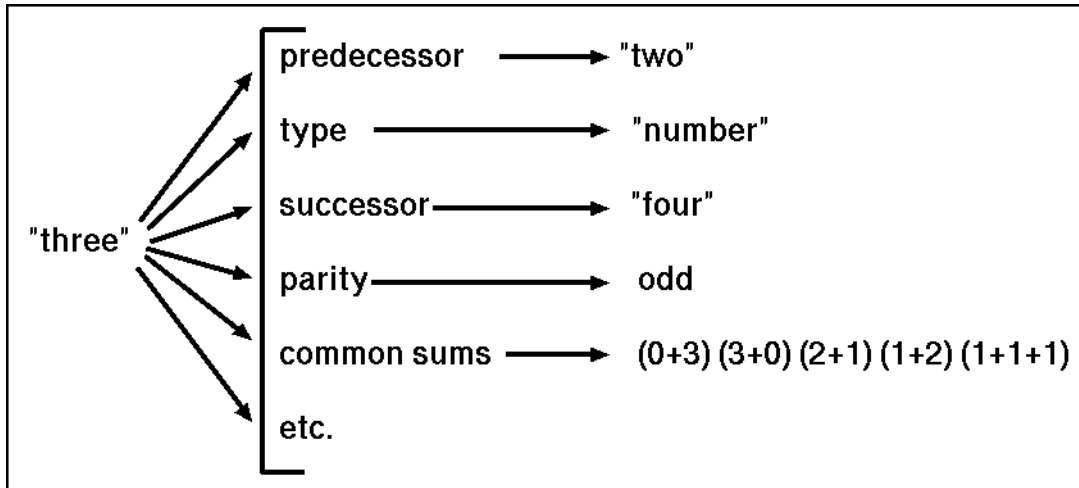 predecessor "two"
type "number"
successor "four"
"three"
parity odd
common sums (0+3) (3+0) (2+1) (1+2) (1+1+1)
etc.